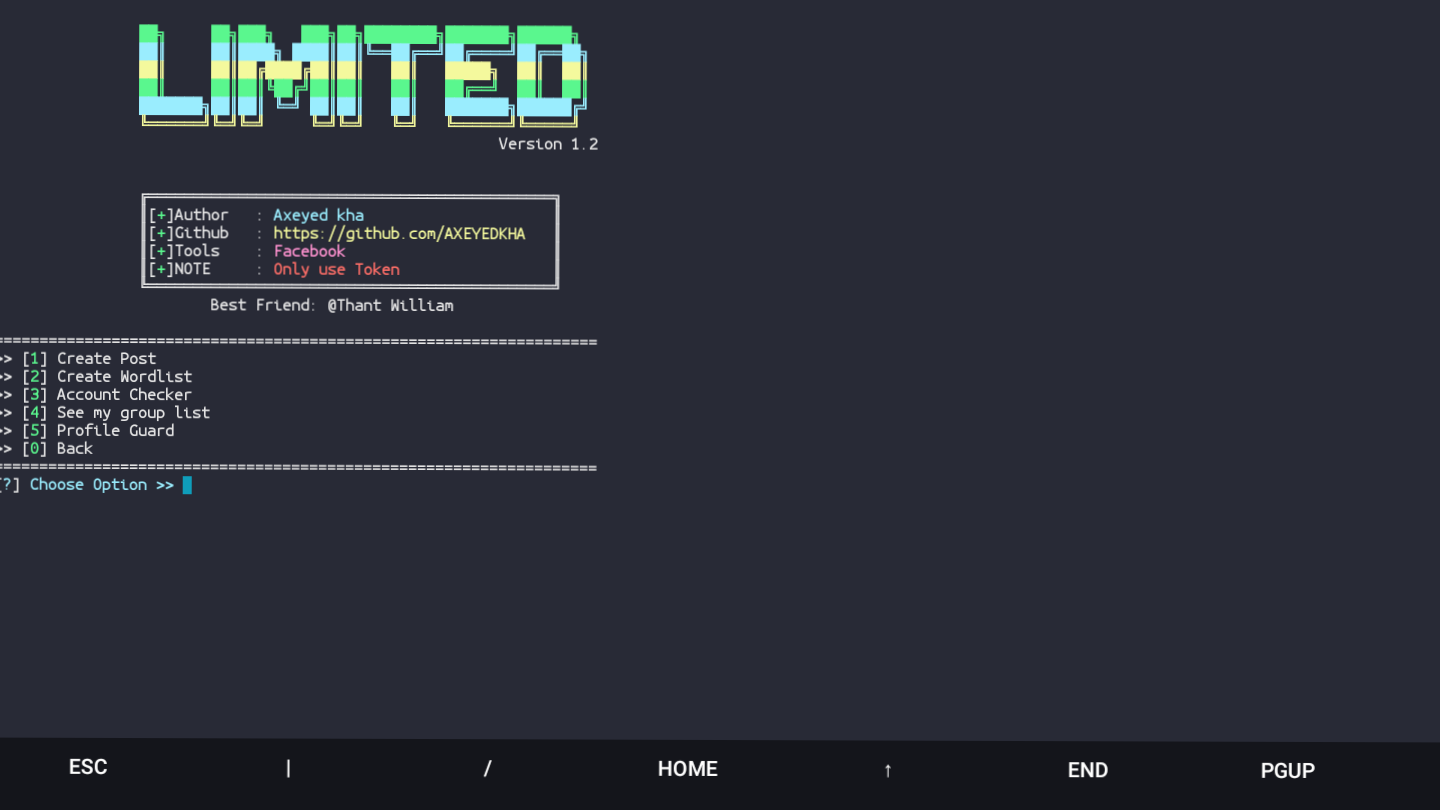 LIMITED
Version 1.2
[+]Author : Axeyed kha
[+]Github : https://github.com/AXEYEDKHA
[+]Tools : Facebook
[+]NOTE : Only use Token
Best Friend: @Thant William
=================================================================
>> [1] Create Post
>> [2] Create Wordlist
>> [3] Account Checker
>> [4] See my group list
>> [5] Profile Guard
>> [0] Back
=================================================================
[?] Choose Option >>
ESC | / HOME ↑ END PGUP